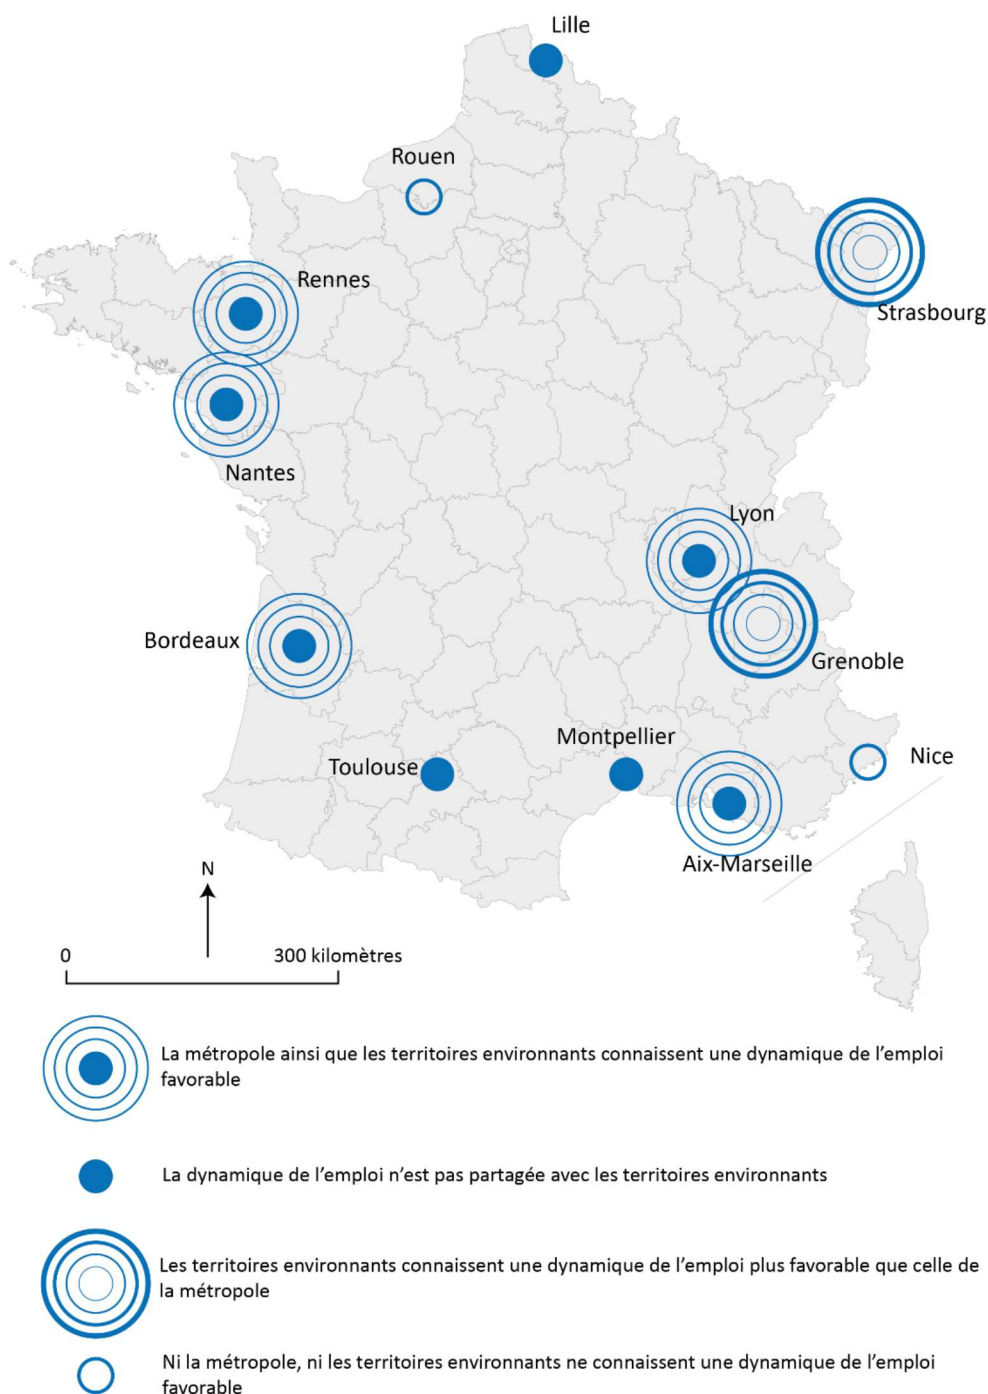 Lille
Rouen
Rennes
Strasbourg
Nantes
Lyon
Bordeaux
Grenoble
Montpellier
Toulouse
Nice
Aix-Marseille
N
0
300 kilomètres
La métropole ainsi que les territoires environnants connaissent une dynamique de l’emploi
favorable
La dynamique de l’emploi n’est pas partagée avec les territoires environnants
Les territoires environnants connaissent une dynamique de l’emploi plus favorable que celle de
la métropole
Ni la métropole, ni les territoires environnants ne connaissent une dynamique de l’emploi
favorable